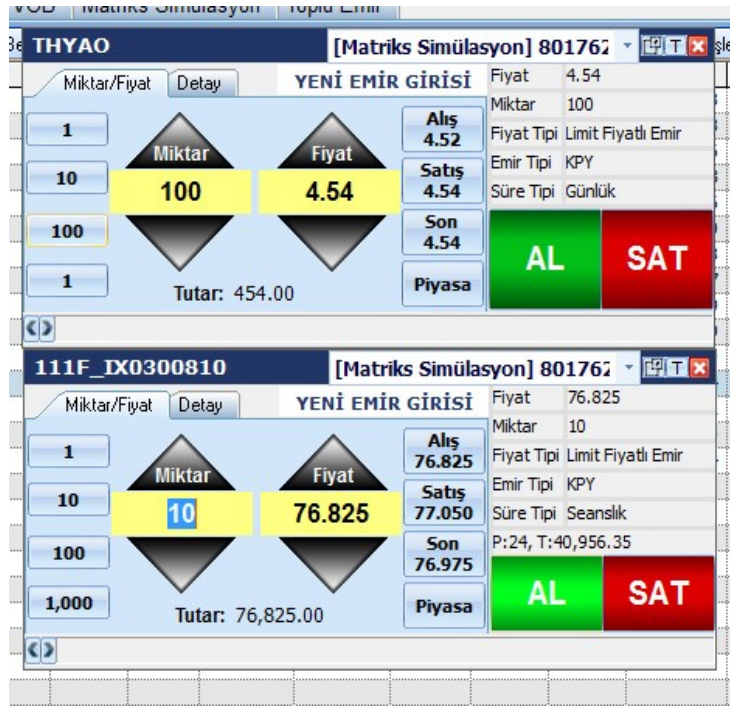 VOB Matriks Simülasyon Toplu Emir
THYAO [Matriks Simülasyon] 801762 T
Miktar/Fiyat Detay YENİ EMİR GİRİSİ
Fiyat 4.54
Miktar 100
Fiyat Tipi Limit Fiyatlı Emir
Emir Tipi KPY
Süre Tipi Günlük
1
10
100
1
Miktar
100
Fiyat
4.54
Tutar: 454.00
Alış
4.52
Satış
4.54
Son
4.54
Piyasa
AL SAT
111F_IX0300810 [Matriks Simülasyon] 801762 T
Miktar/Fiyat Detay YENİ EMİR GİRİSİ
Fiyat 76.825
Miktar 10
Fiyat Tipi Limit Fiyatlı Emir
Emir Tipi KPY
Süre Tipi Seanslık
P:24, T:40,956.35
1
10
100
1,000
Miktar
10
Fiyat
76.825
Tutar: 76,825.00
Alış
76.825
Satış
77.050
Son
76.975
Piyasa
AL SAT